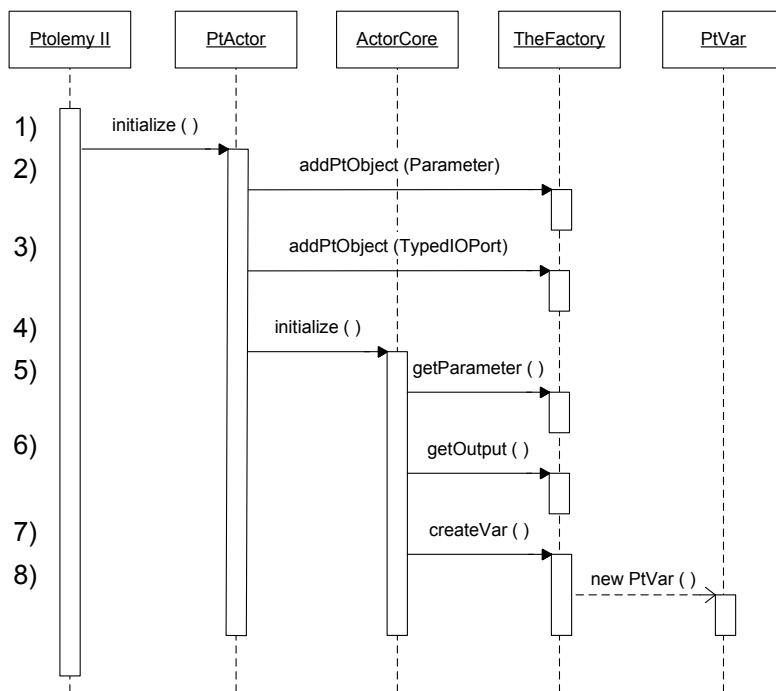 Ptolemy II
PtActor
ActorCore
TheFactory
PtVar
1)
initialize ( )
2)
addPtObject (Parameter)
3)
addPtObject (TypedIOPort)
4)
initialize ( )
5)
getParameter ( )
6)
getOutput ( )
7)
createVar ( )
8)
new PtVar ( )